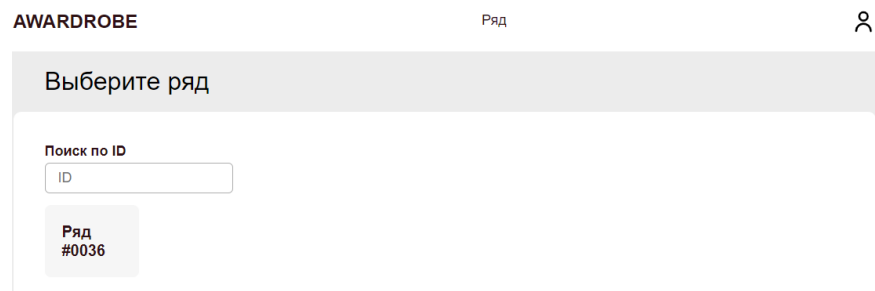 AWARDROBE
Ряд
Выберите ряд
Поиск по ID
ID
Ряд
#0036